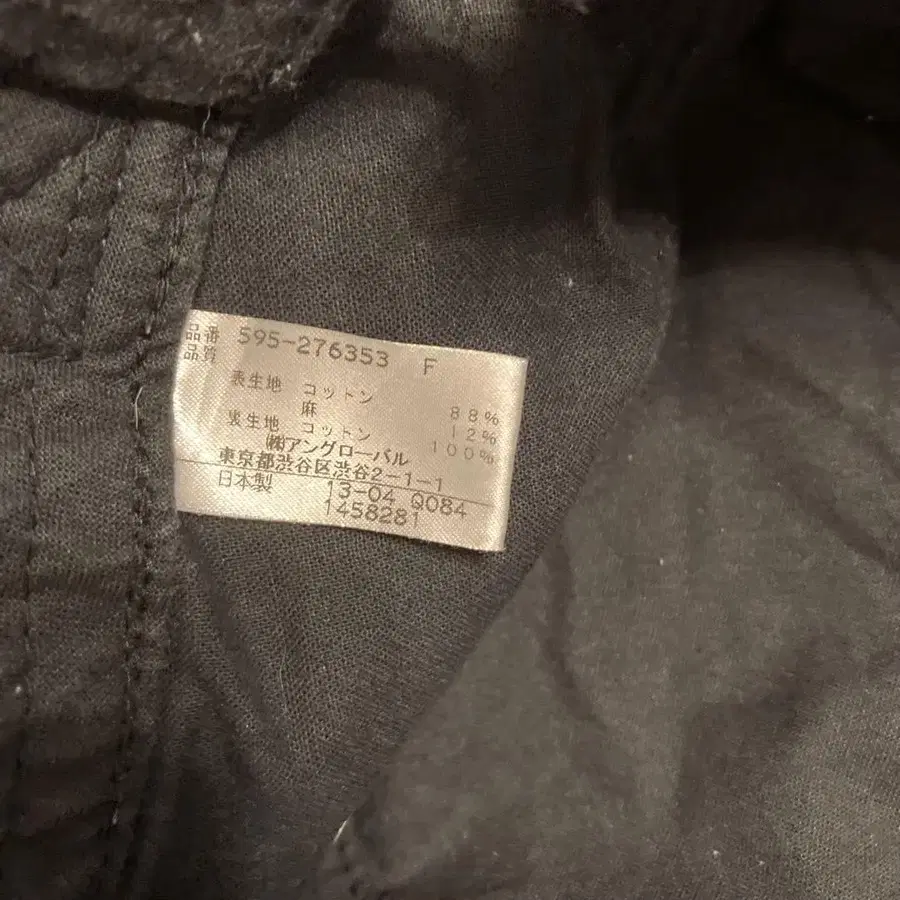 品番 595-276353 F
品質
表生地 コットン 88%
麻 12%
裏生地 コットン 100%
㈱アングローバル
東京都渋谷区渋谷2-1-1
日本製 13-04 Q084
1458281